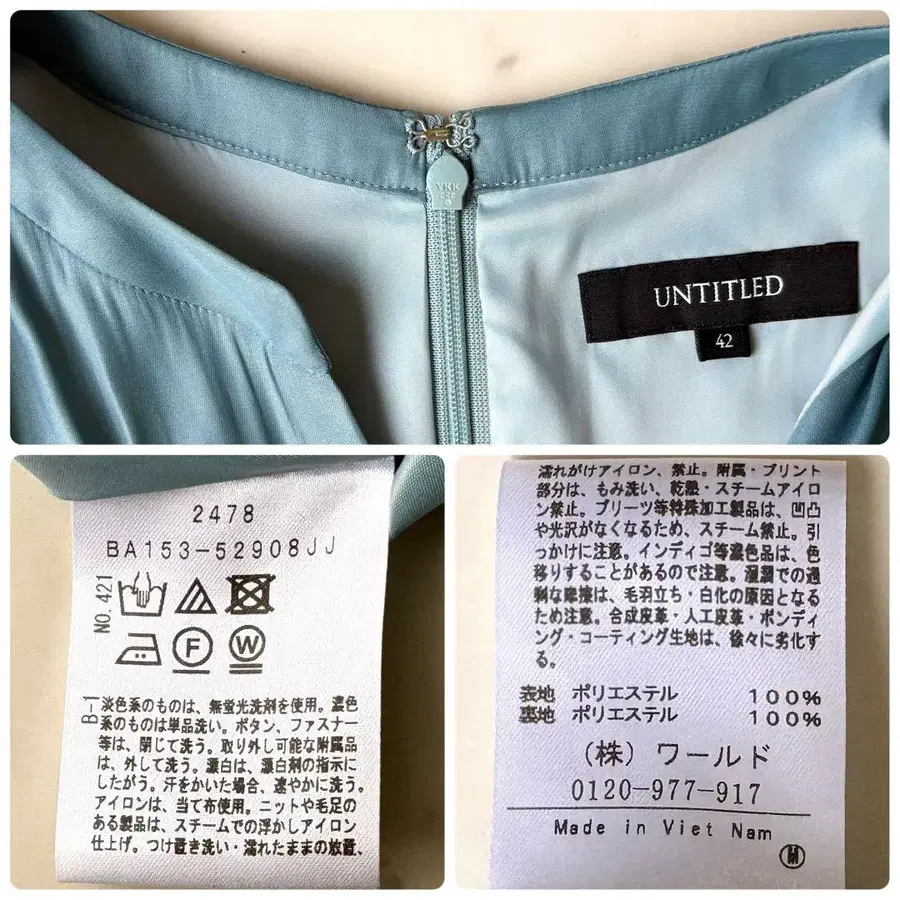 YKK
UNTITLED
42
2478
BA153-52908JJ
NO.421
F
W
B-1
淡色系のものは、無蛍光洗剤を使用。濃色
系のものは単品洗い。ボタン、ファスナー
等は、閉じて洗う。取り外し可能な附属品
は、外して洗う。漂白は、漂白剤の指示に
したがう。汗をかいた場合、速やかに洗う。
アイロンは、当て布使用。ニットや毛足の
ある製品は、スチームでの浮かしアイロン
仕上げ。つけ置き洗い・濡れたままの放置、
濡れがけアイロン、禁止。附属・プリント
部分は、もみ洗い、乾熱・スチームアイロ
ン禁止。プリーツ等特殊加工製品は、凹凸
や光沢がなくなるため、スチーム禁止。引
っかけに注意。インディゴ等濃色品は、色
移りすることがあるので注意。湿潤での過
剰な摩擦は、毛羽立ち・白化の原因となる
ため注意。合成皮革・人工皮革・ボンディ
ング・コーティング生地は、徐々に劣化す
る。
表地 ポリエステル 100%
裏地 ポリエステル 100%
(株) ワールド
0120-977-917
Made in Viet Nam
M